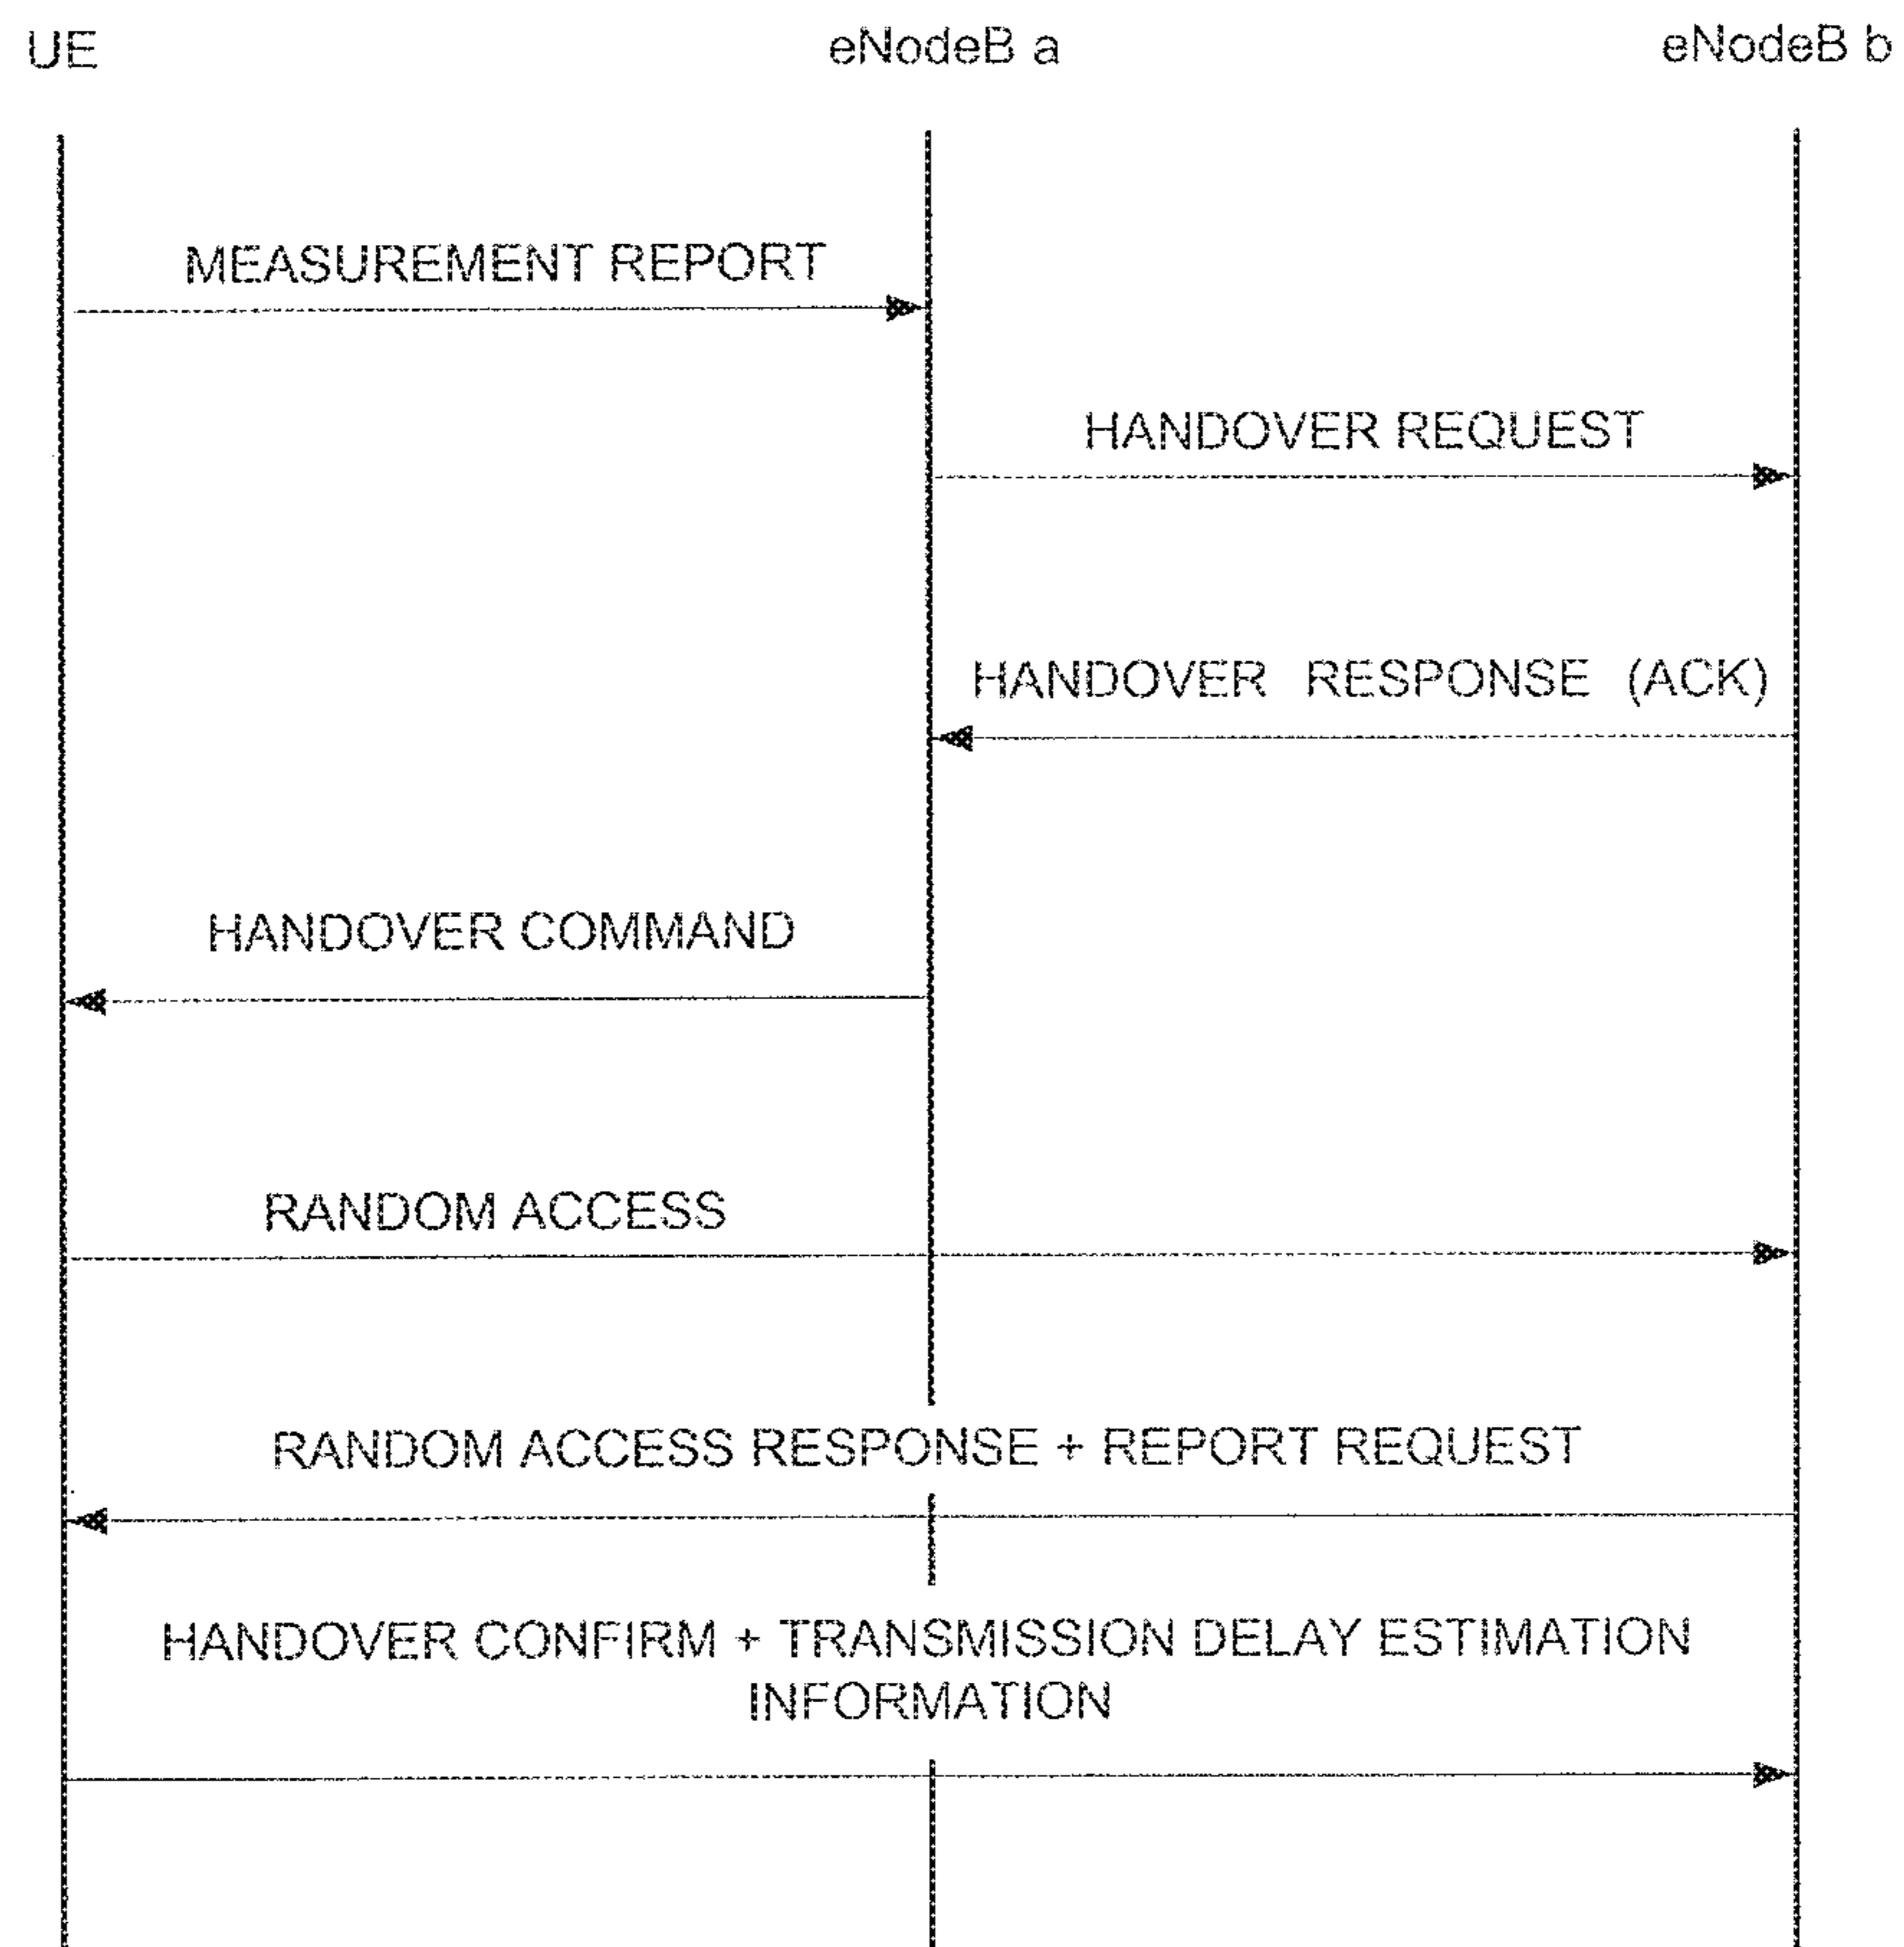 UE
eNodeB a
eNodeB b
MEASUREMENT REPORT
HANDOVER REQUEST
HANDOVER RESPONSE (ACK)
HANDOVER COMMAND
RANDOM ACCESS
RANDOM ACCESS RESPONSE + REPORT REQUEST
HANDOVER CONFIRM + TRANSMISSION DELAY ESTIMATION
INFORMATION